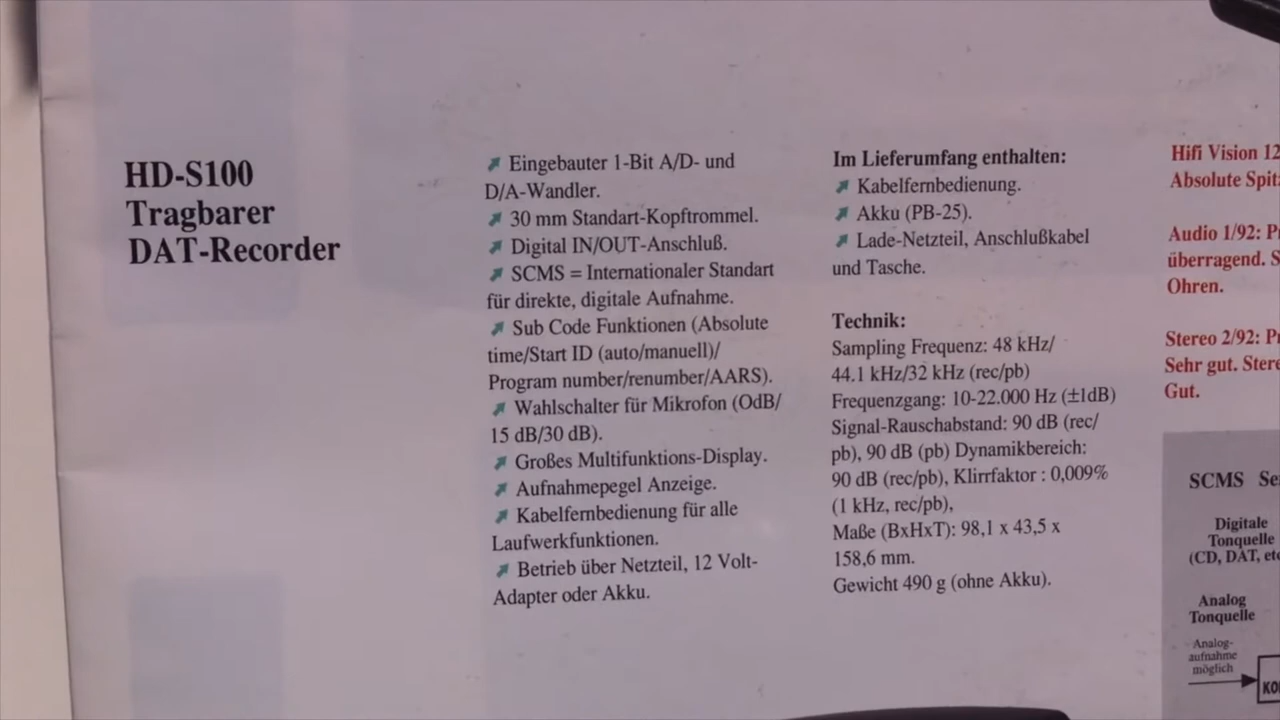 HD-S100
Tragbarer
DAT-Recorder
Eingebauter 1-Bit A/D- und
D/A-Wandler.
30 mm Standart-Kopftrommel.
Digital IN/OUT-Anschluß.
SCMS = Internationaler Standart
für direkte, digitale Aufnahme.
Sub Code Funktionen (Absolute
time/Start ID (auto/manuell)/
Program number/renumber/AARS).
Wahlschalter für Mikrofon (OdB/
15 dB/30 dB).
Großes Multifunktions-Display.
Aufnahmepegel Anzeige.
Kabelfernbedienung für alle
Laufwerkfunktionen.
Betrieb über Netzteil, 12 Volt-
Adapter oder Akku.
Im Lieferumfang enthalten:
Kabelfernbedienung.
Akku (PB-25).
Lade-Netzteil, Anschlußkabel
und Tasche.
Technik:
Sampling Frequenz: 48 kHz/
44.1 kHz/32 kHz (rec/pb)
Frequenzgang: 10-22.000 Hz (±1dB)
Signal-Rauschabstand: 90 dB (rec/
pb), 90 dB (pb) Dynamikbereich:
90 dB (rec/pb), Klirrfaktor : 0,009%
(1 kHz, rec/pb),
Maße (BxHxT): 98,1 x 43,5 x
158,6 mm.
Gewicht 490 g (ohne Akku).
Hifi Vision 12
Absolute Spit
Audio 1/92:
überragend. S
Ohren.
Stereo 2/92:
Sehr gut. Stere
Gut.
SCMS Se
Digitale
Tonquelle
(CD, DAT, etc
Analog
Tonquelle
Analog-
aufnahme
möglich